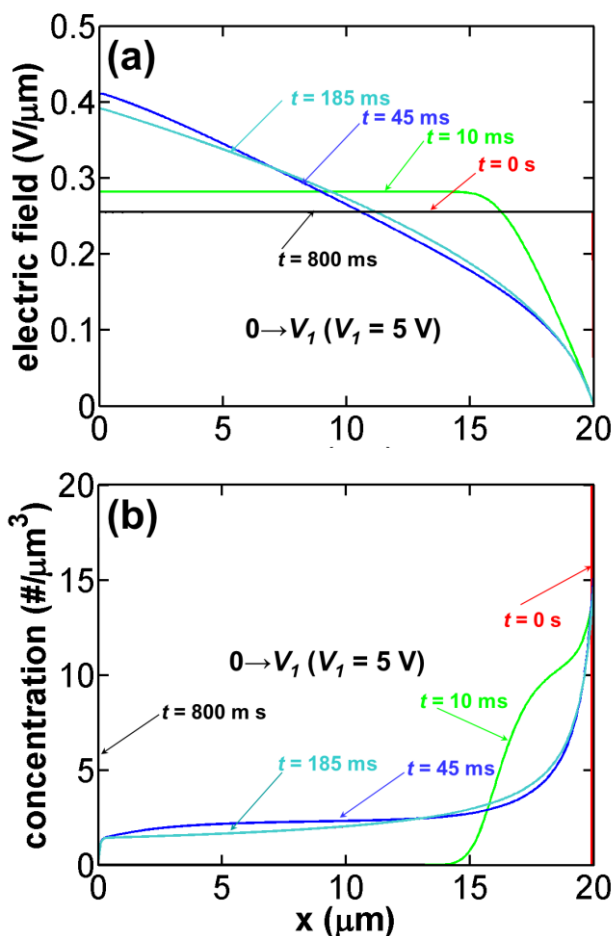 (a)
electric field (V/μm)
0.5
0.4
0.3
0.2
0.1
0
t = 185 ms
t = 45 ms
t = 10 ms
t = 0 s
t = 800 ms
0→V1 (V1 = 5 V)
0 5 10 15 20
(b)
concentration (#/μm³)
20
15
10
5
0
t = 0 s
0→V1 (V1 = 5 V)
t = 10 ms
t = 800 m s
t = 185 ms
t = 45 ms
0 5 10 15 20
x (μm)